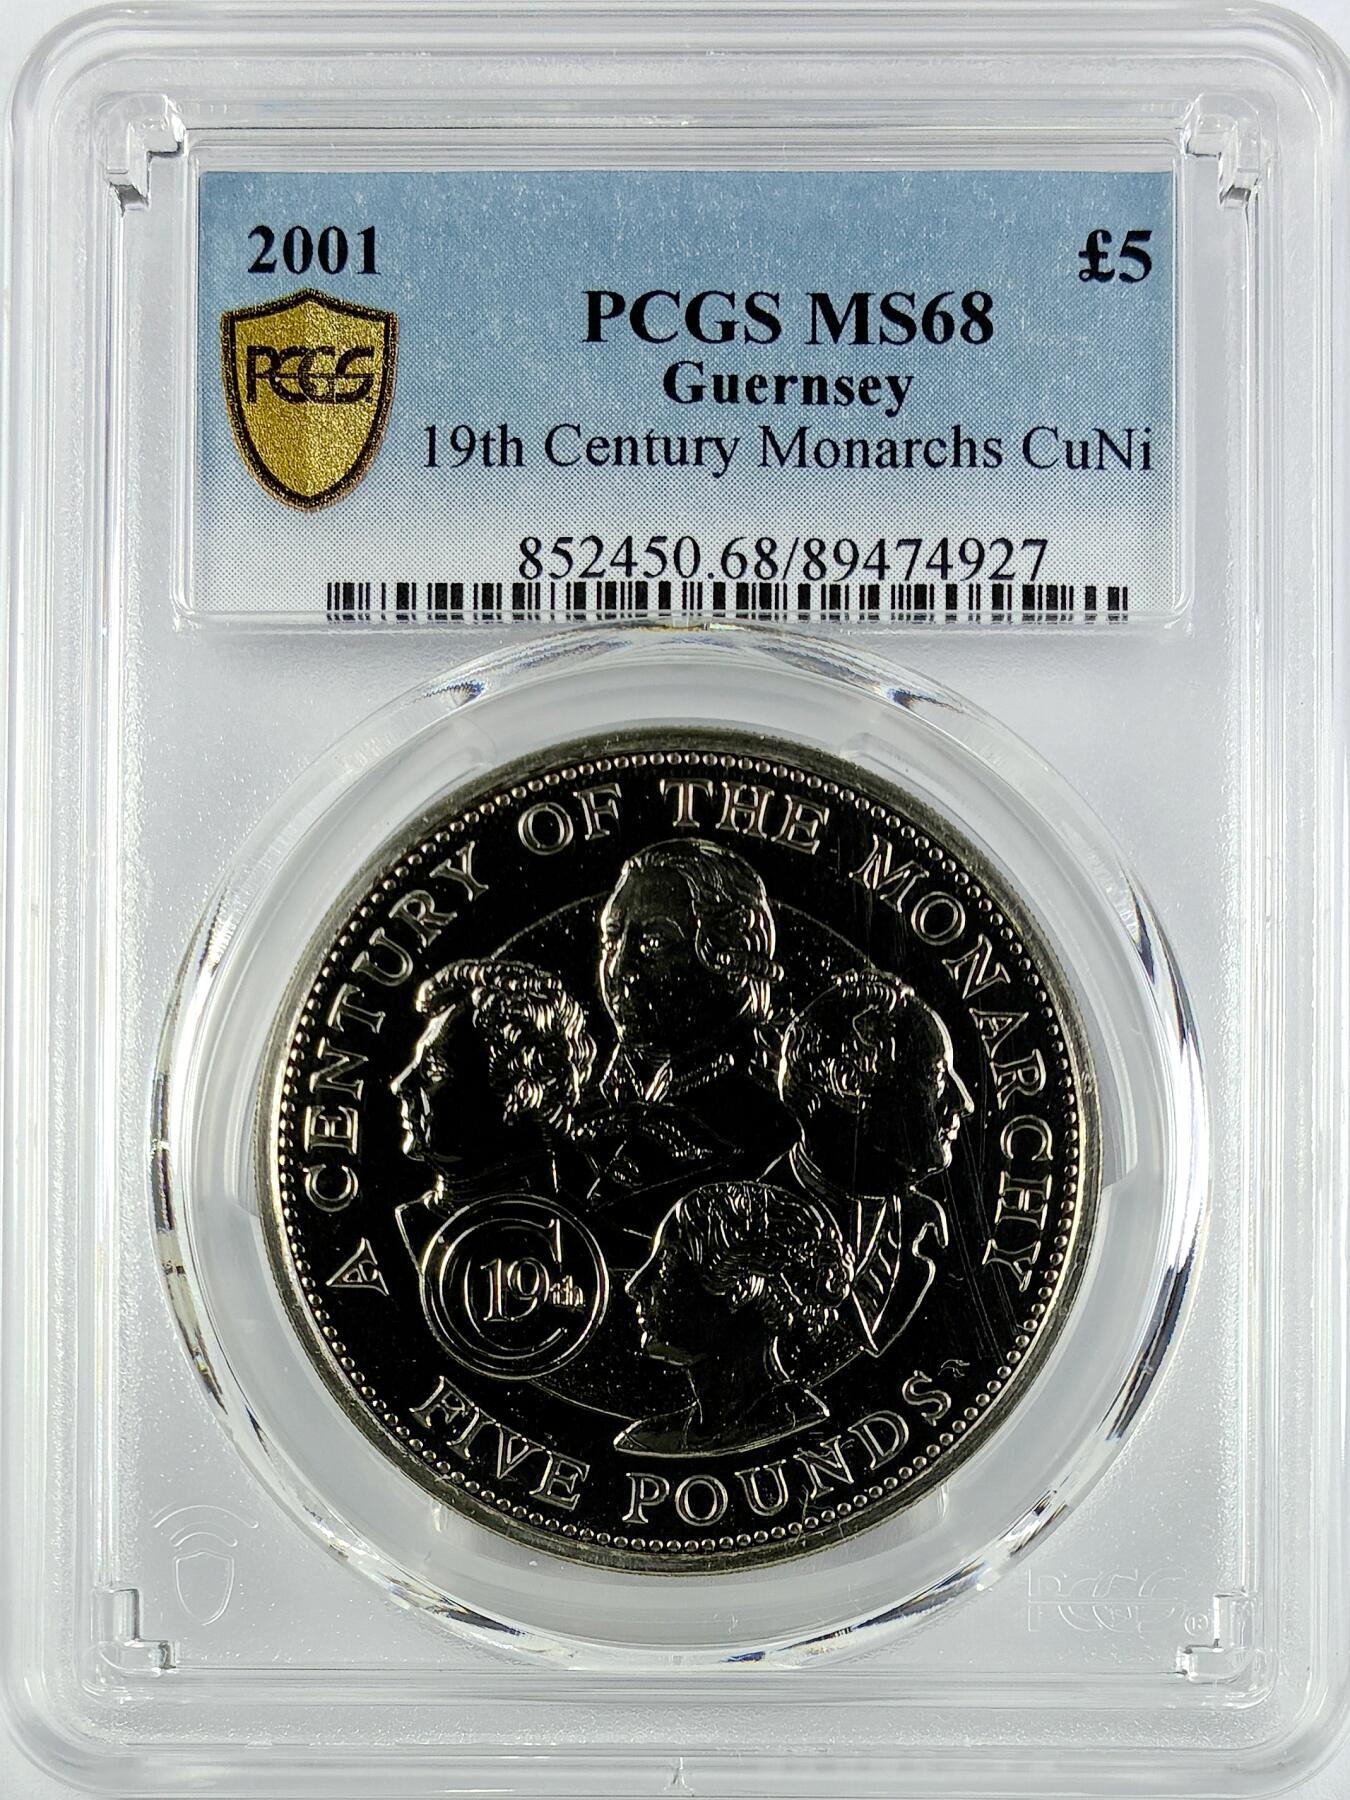 2001
£5
PCGS MS68
PCGS
Guernsey
19th Century Monarchs CuNi
852450.68/89474927
A CENTURY OF THE MONARCHY
C 19th
FIVE POUNDS
PCGS ®